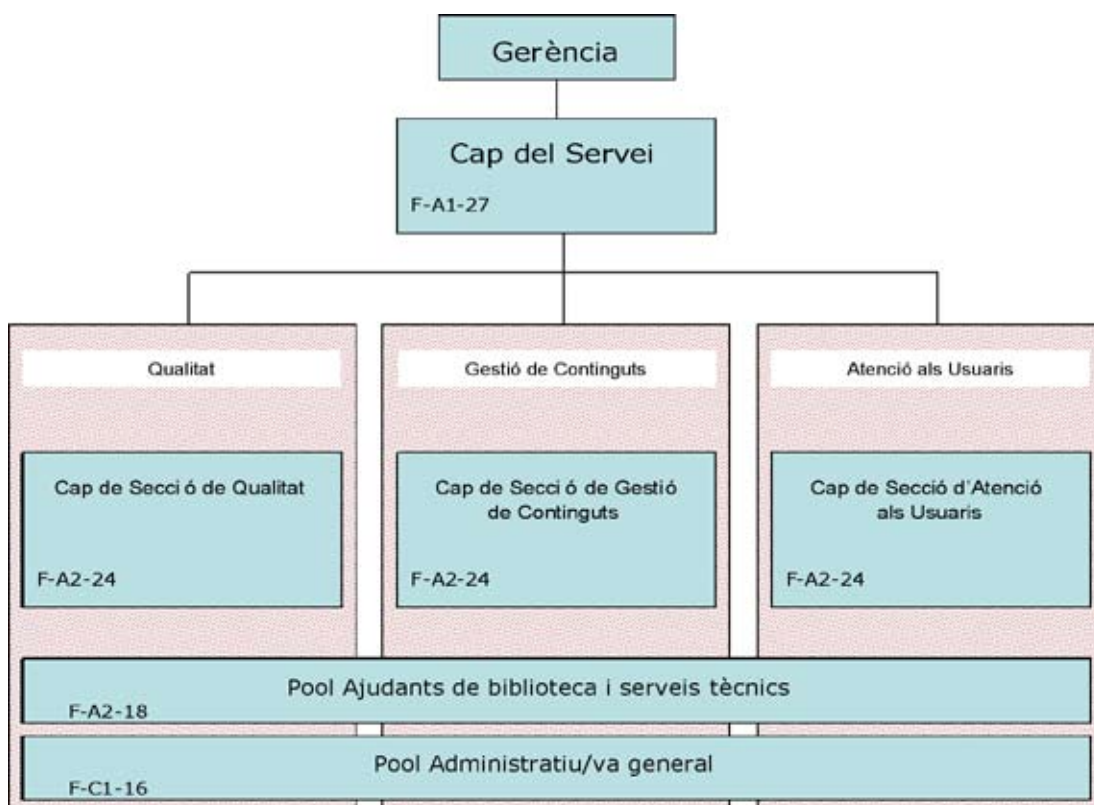 Gerència
Cap del Servei
F-A1-27
Qualitat
Gestió de Continguts
Atenció als Usuaris
Cap de Secció de Qualitat
F-A2-24
Cap de Secció de Gestió
de Continguts
F-A2-24
Cap de Secció d'Atenció
als Usuaris
F-A2-24
Pool Ajudants de biblioteca i serveis tècnics
F-A2-18
Pool Administratiu/va general
F-C1-16